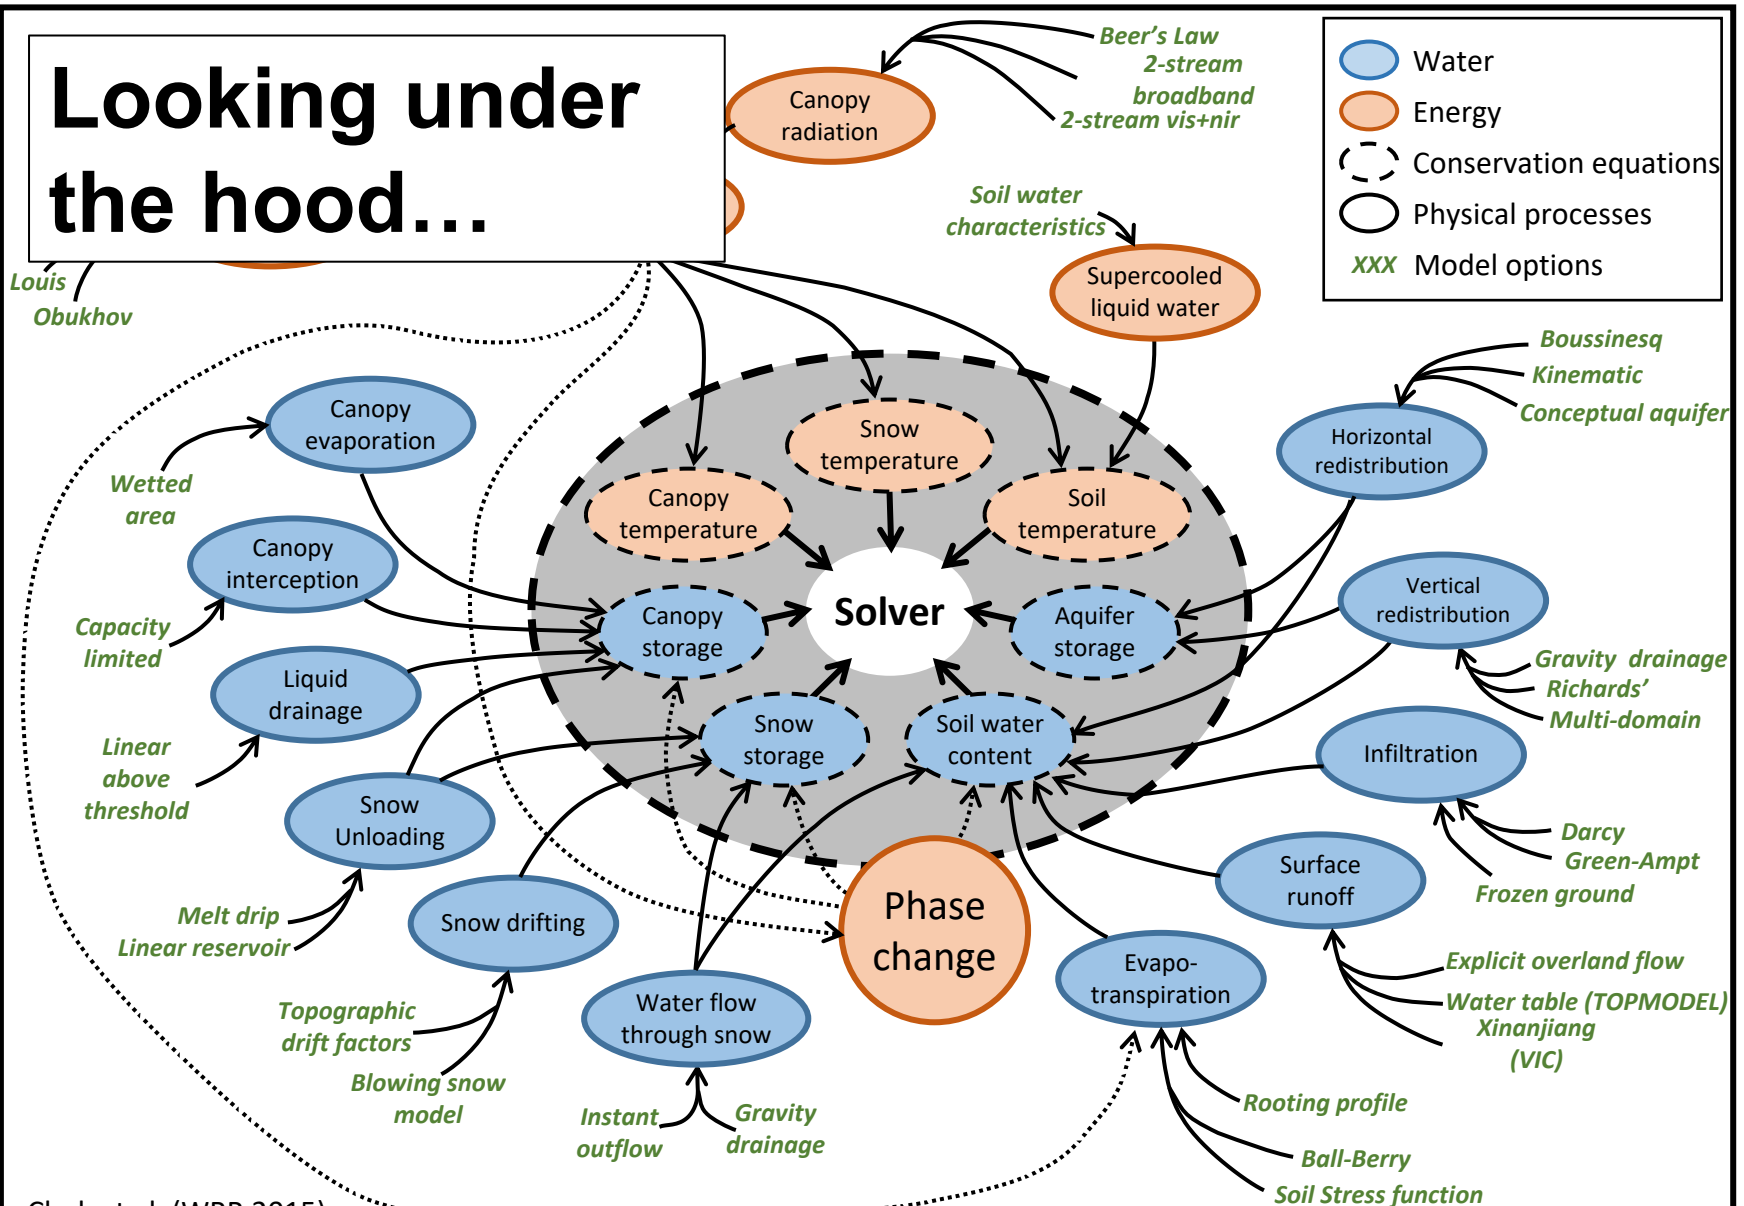 Looking under
the hood...
Beer's Law
2-stream
broadband
2-stream vis+nir
Canopy
radiation
Water
Energy
Conservation equations
Physical processes
XXX Model options
Soil water
characteristics
Supercooled
liquid water
Louis
Obukhov
Boussinesq
Kinematic
Conceptual aquifer
Horizontal
redistribution
Canopy
evaporation
Wetted
area
Snow
temperature
Canopy
temperature
Soil
temperature
Canopy
interception
Capacity
limited
Solver
Canopy
storage
Aquifer
storage
Vertical
redistribution
Gravity drainage
Richards'
Multi-domain
Liquid
drainage
Linear
above
threshold
Snow
storage
Soil water
content
Infiltration
Darcy
Green-Ampt
Frozen ground
Snow
Unloading
Melt drip
Linear reservoir
Snow drifting
Topographic
drift factors
Blowing snow
model
Phase
change
Surface
runoff
Explicit overland flow
Water table (TOPMODEL)
Xinanjiang
(VIC)
Evapo-
transpiration
Water flow
through snow
Instant
outflow
Gravity
drainage
Rooting profile
Ball-Berry
Soil Stress function
(WRR 2015)